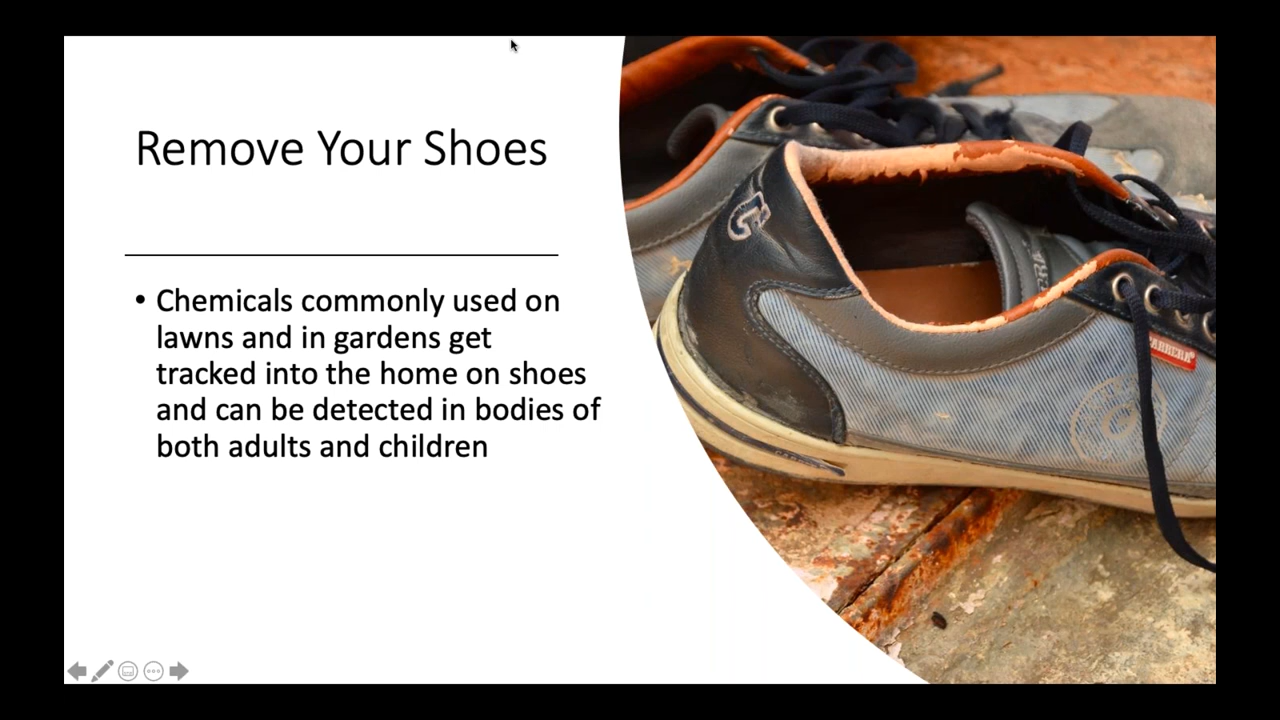 Remove Your Shoes
• Chemicals commonly used on
lawns and in gardens get
tracked into the home on shoes
and can be detected in bodies of
both adults and children
C
CARRERA